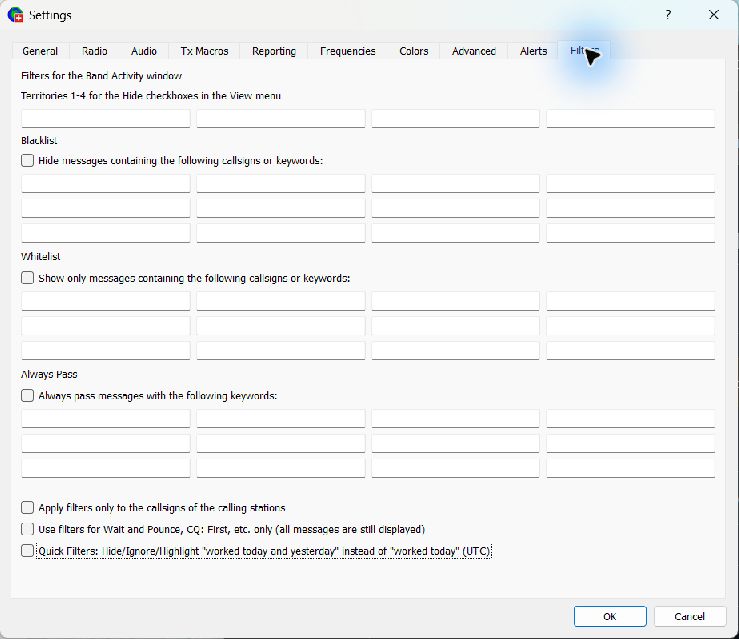 Settings
?
General Radio Audio Tx Macros Reporting Frequencies Colors Advanced Alerts Filters
Filters for the Band Activity window
Territories 1-4 for the Hide checkboxes in the View menu
Blacklist
Hide messages containing the following callsigns or keywords:
Whitelist
Show only messages containing the following callsigns or keywords:
Always Pass
Always pass messages with the following keywords:
Apply filters only to the callsigns of the calling stations
Use filters for Wait and Pounce, CQ: First, etc. only (all messages are still displayed)
Quick Filters: Hide/Ignore/Highlight "worked today and yesterday" instead of "worked today" (UTC)
OK Cancel